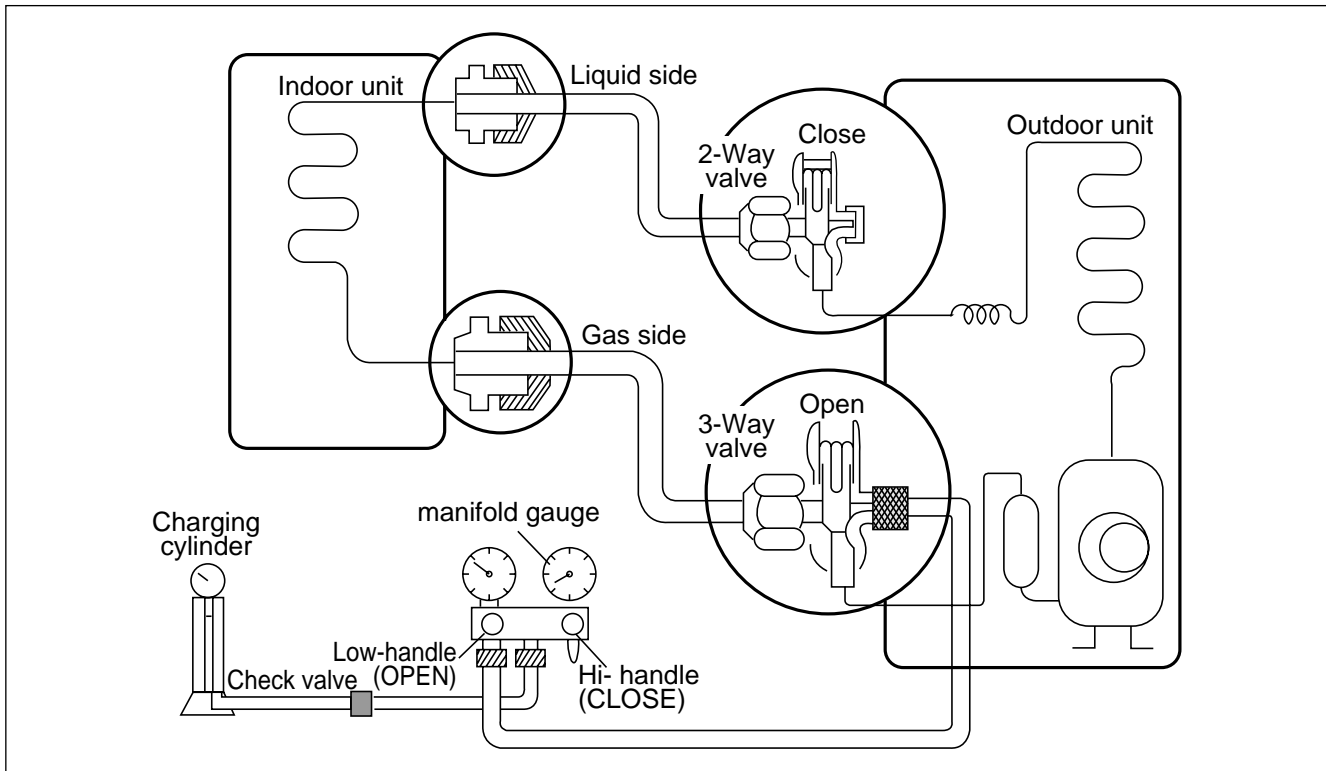 Indoor unit
Liquid side
2-Way
valve
Close
Outdoor unit
Gas side
3-Way
valve
Open
Charging
cylinder
manifold gauge
Low-handle
(OPEN)
Check valve
Hi- handle
(CLOSE)